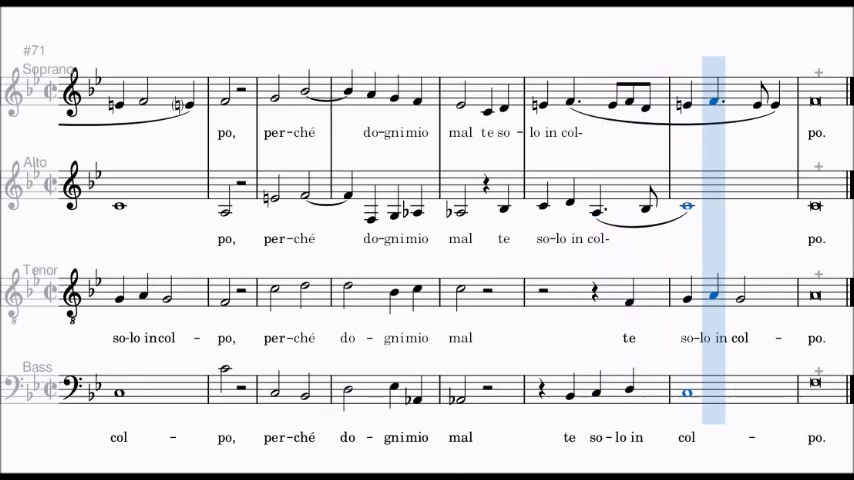 #71
Soprano
po, per-ché do-gnimio mal te so-lo in col- po.
Alto
po, per-ché do-gnimio mal te so-lo in col- po.
Tenor
so-lo incol - po, per-ché do - gnimio mal te so-lo in col - po.
Bass
col - po, per-ché do - gnimio mal te so-lo in col - po.